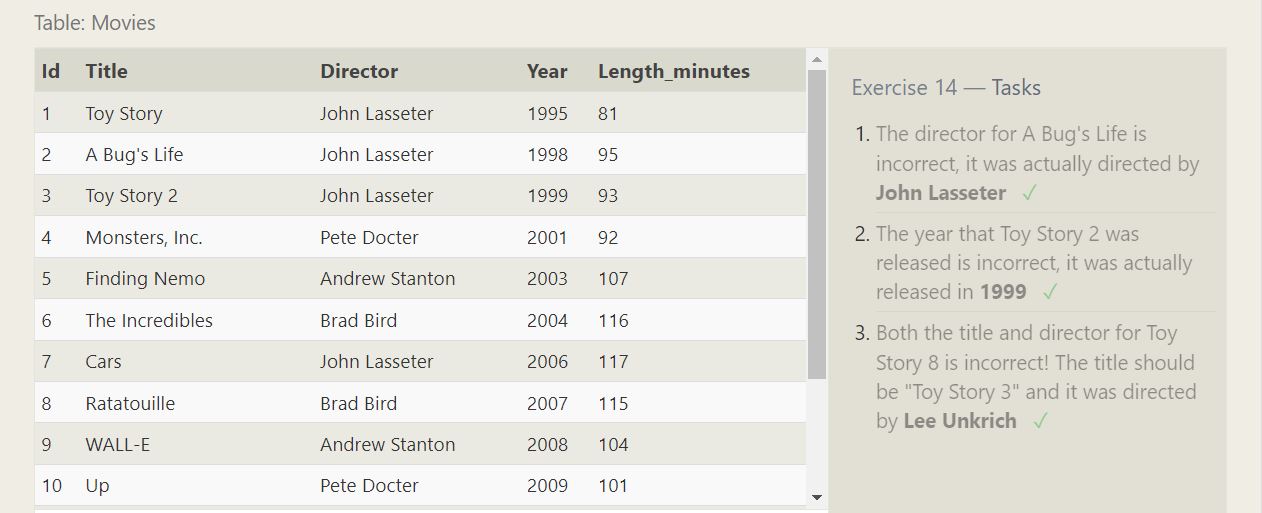 Table: Movies
Id Title Director Year Length_minutes
1 Toy Story John Lasseter 1995 81
2 A Bug's Life John Lasseter 1998 95
3 Toy Story 2 John Lasseter 1999 93
4 Monsters, Inc. Pete Docter 2001 92
5 Finding Nemo Andrew Stanton 2003 107
6 The Incredibles Brad Bird 2004 116
7 Cars John Lasseter 2006 117
8 Ratatouille Brad Bird 2007 115
9 WALL-E Andrew Stanton 2008 104
10 Up Pete Docter 2009 101
Exercise 14 — Tasks
1. The director for A Bug's Life is
incorrect, it was actually directed by
John Lasseter ✓
2. The year that Toy Story 2 was
released is incorrect, it was actually
released in 1999 ✓
3. Both the title and director for Toy
Story 8 is incorrect! The title should
be "Toy Story 3" and it was directed
by Lee Unkrich ✓